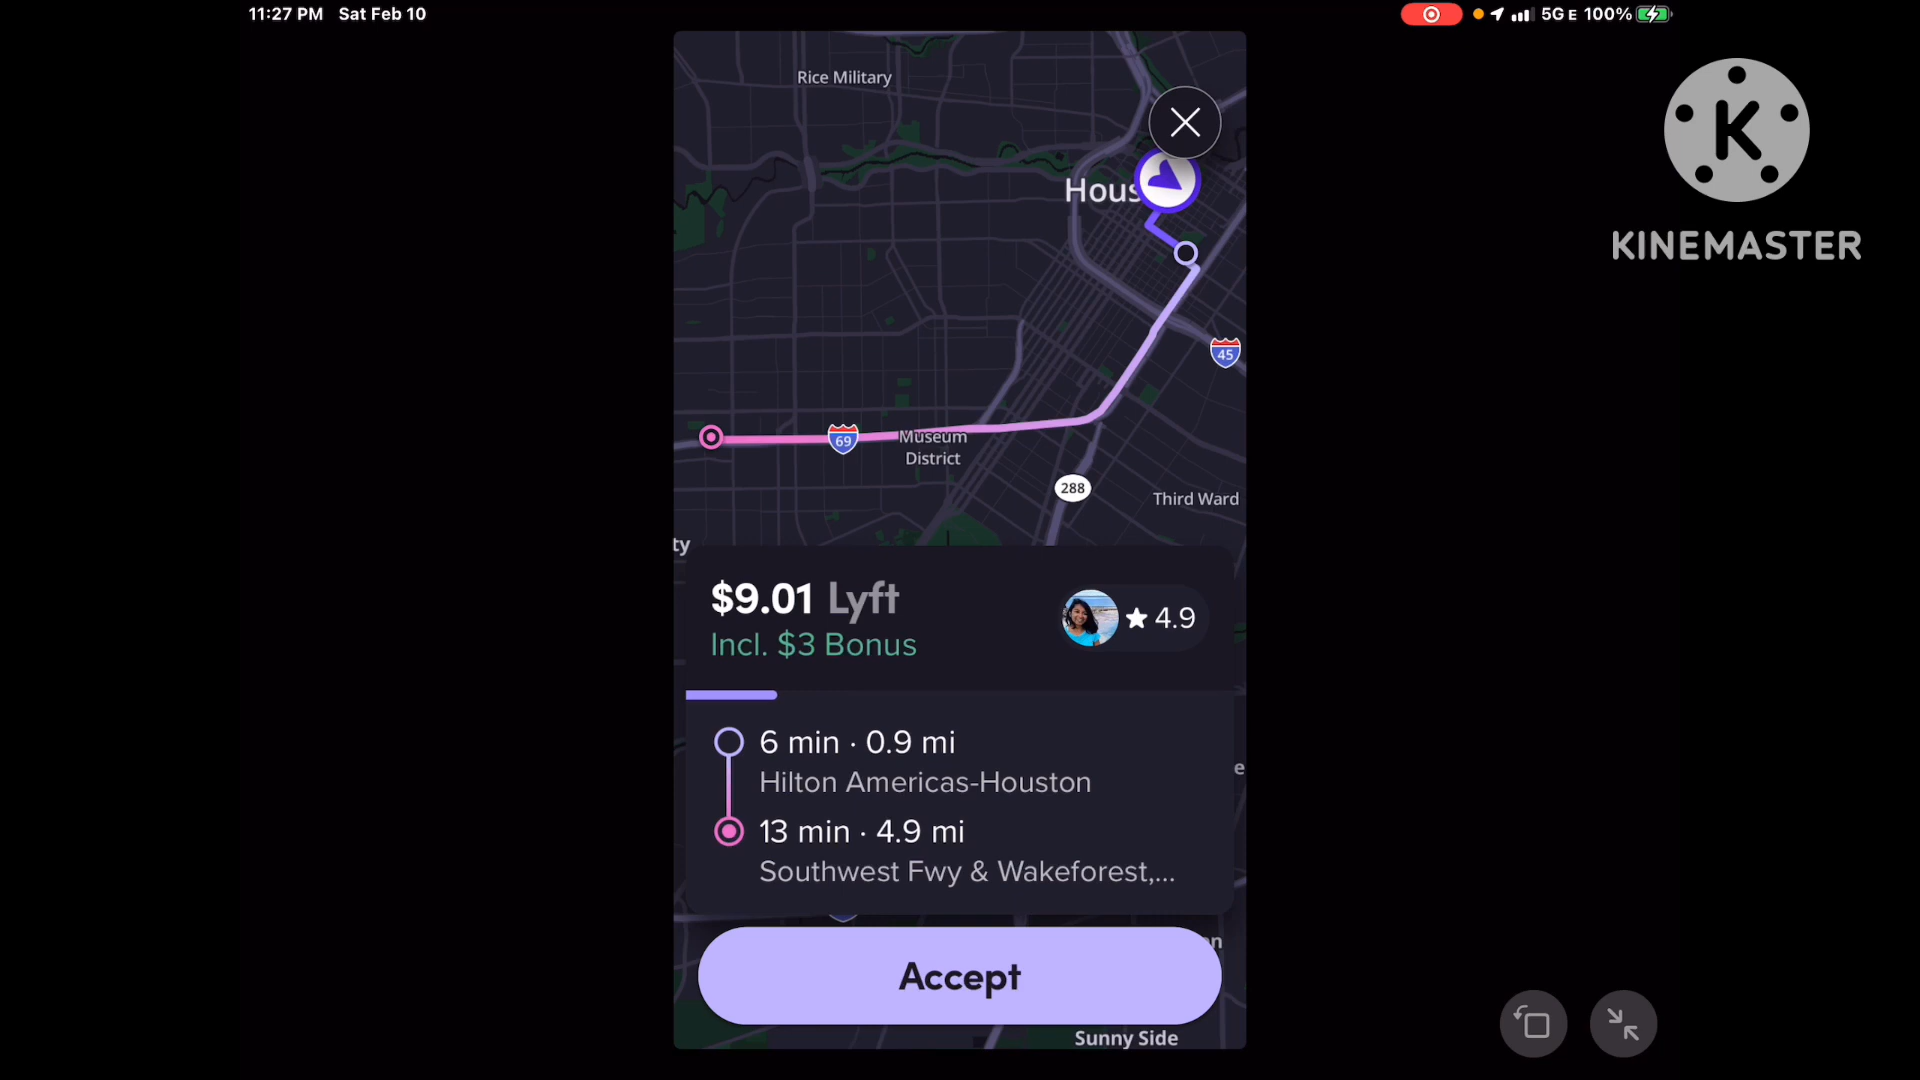 11:27 PM Sat Feb 10
5G E 100%
Rice Military
KINEMASTER
Hous
45
69
Museum
District
288
Third Ward
ty
$9.01 Lyft
4.9
Incl. $3 Bonus
6 min · 0.9 mi
e
Hilton Americas-Houston
13 min · 4.9 mi
Southwest Fwy & Wakeforest,...
on
Accept
Sunny Side